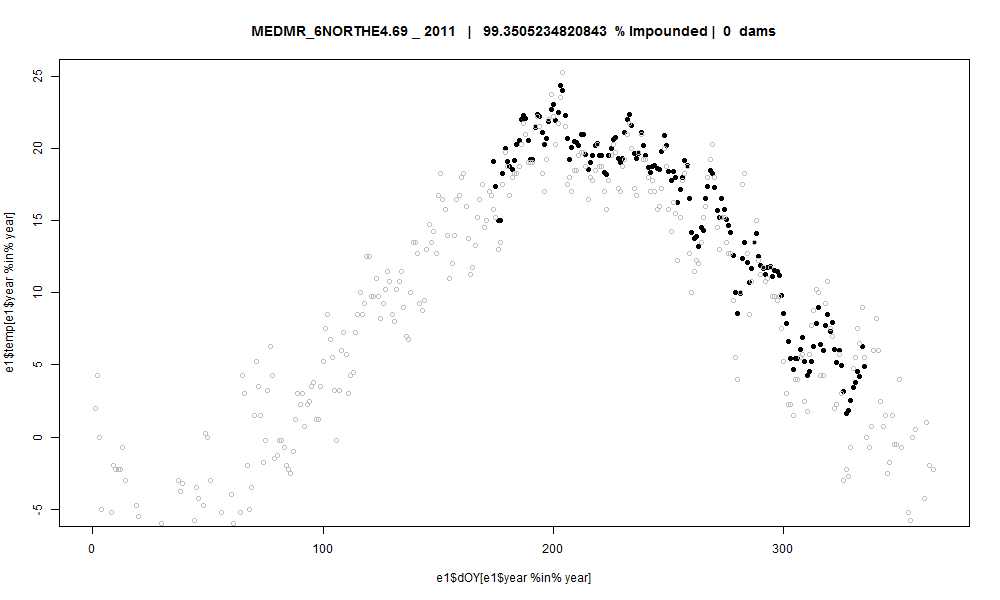 MEDMR_6NORTHE4.69 _ 2011 | 99.3505234820843 % Impounded | 0 dams
25
20
15
10
5
0
-5
e1$temp[e1$year %in% year]
0 100 200 300
e1$dOY[e1$year %in% year]